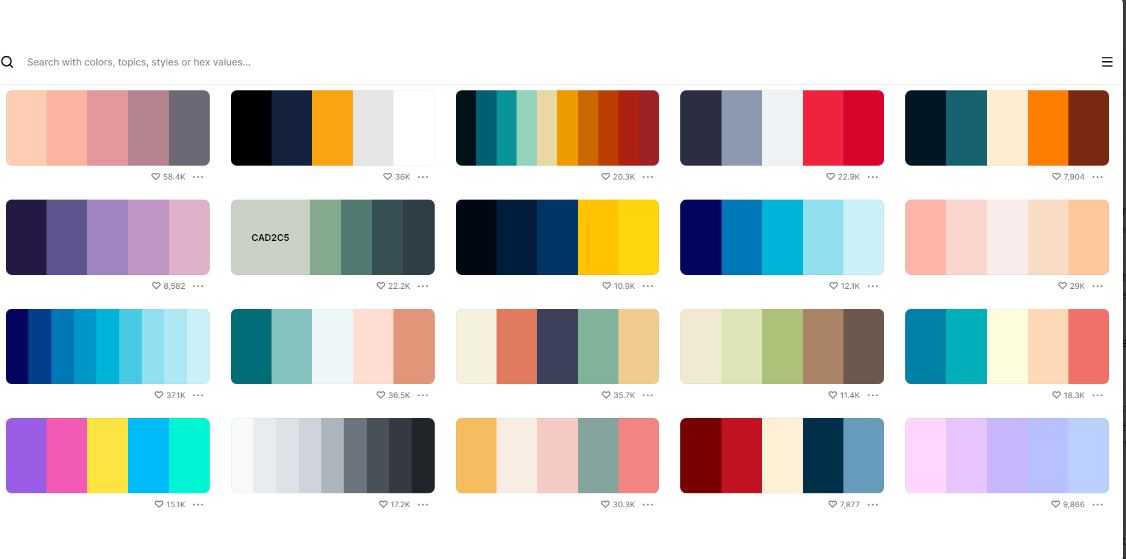 Search with colors, topics, styles or hex values...
58.4K
36K
20.3K
22.9K
7,904
CAD2C5
8,582
22.2K
10.9K
12.1K
29K
37.1K
36.5K
35.7K
11.4K
18.3K
15.1K
17.2K
30.3K
7,877
9,866